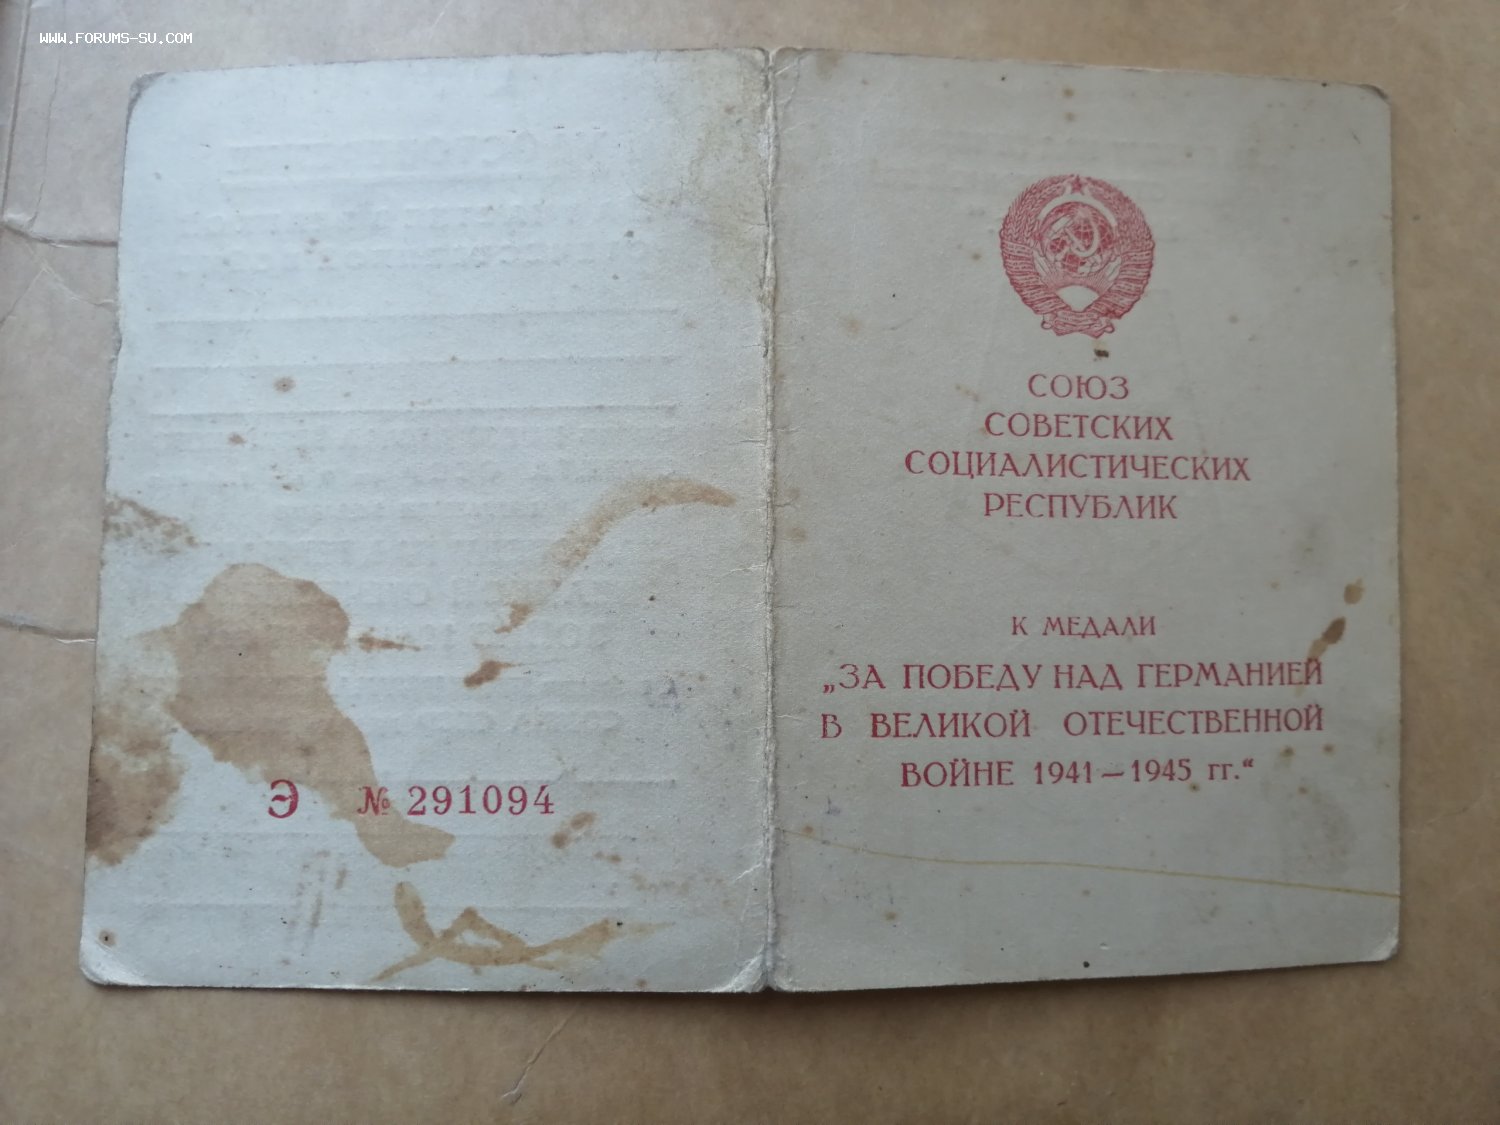 WWW.FORUMS-SU.COM
Э № 291094
СОЮЗ
СОВЕТСКИХ
СОЦИАЛИСТИЧЕСКИХ
РЕСПУБЛИК
К МЕДАЛИ
„ЗА ПОБЕДУ НАД ГЕРМАНИЕЙ
В ВЕЛИКОЙ ОТЕЧЕСТВЕННОЙ
ВОЙНЕ 1941—1945 гг.“